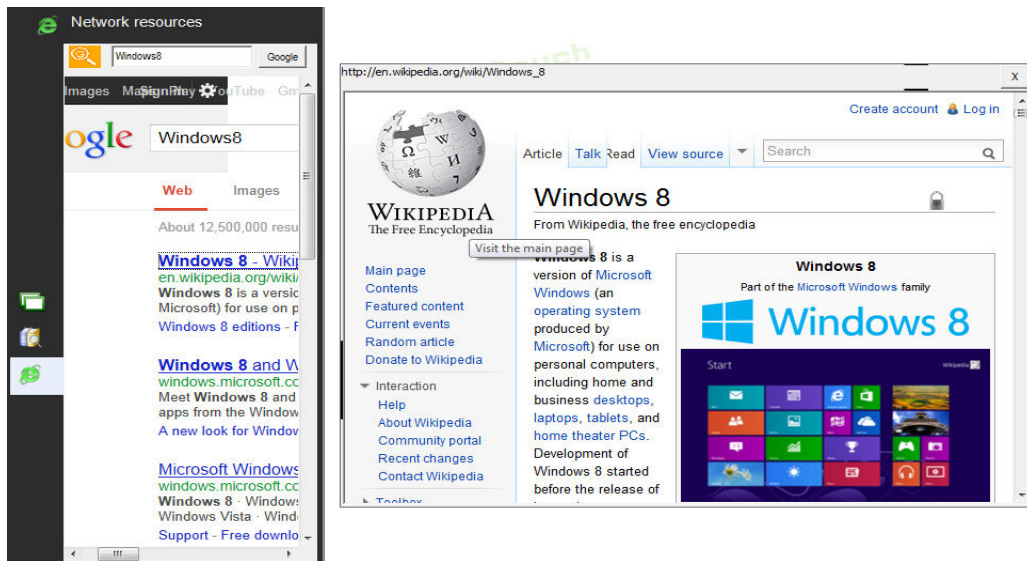 Network resources
Windows8
Google
Images
ogle
Windows8
Web Images
About 12,500,000 resu
Windows 8 - Wikip
en.wikipedia.org/wiki/
Windows 8 is a versic
Microsoft) for use on p
Windows 8 editions - F
Windows 8 and W
windows.microsoft.co
Meet Windows 8 and
apps from the Window
A new look for Window
Microsoft Windows
Windows 8 · Windows
Windows Vista · Wind
Support - Free downlo
http://en.wikipedia.org/wiki/Windows_8
X
WIKIPEDIA
The Free Encyclopedia
Visit the main page
Main page
Contents
Featured content
Current events
Random article
Donate to Wikipedia
Interaction
Help
About Wikipedia
Community portal
Recent changes
Contact Wikipedia
Toolbox
Create account Log in
Article Talk Read View source Search
Windows 8
From Wikipedia, the free encyclopedia
Windows 8 is a
version of Microsoft
Windows (an
operating system
produced by
Microsoft) for use on
personal computers,
including home and
business desktops,
laptops, tablets, and
home theater PCs.
Development of
Windows 8 started
before the release of
Windows 8
Part of the Microsoft Windows family
Windows 8
Start
Wikipedia